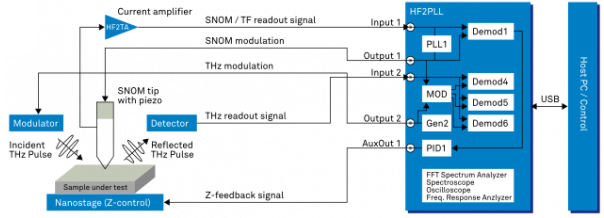 Current amplifier
HF2TA
SNOM / TF readout signal
Input 1
HF2PLL
PLL1
Demod1
SNOM modulation
Output 1
THz modulation
Input 2
SNOM tip
with piezo
MOD
Demod4
Demod5
Demod6
Modulator
Detector
THz readout signal
Output 2
Gen2
Incident
THz Pulse
Reflected
THz Pulse
AuxOut 1
PID1
Sample under test
Nanostage (Z-control)
Z-feedback signal
FFT Spectrum Analyzer
Spectroscope
Oscilloscope
Freq. Response Anzlyzer
USB
Host PC / Control